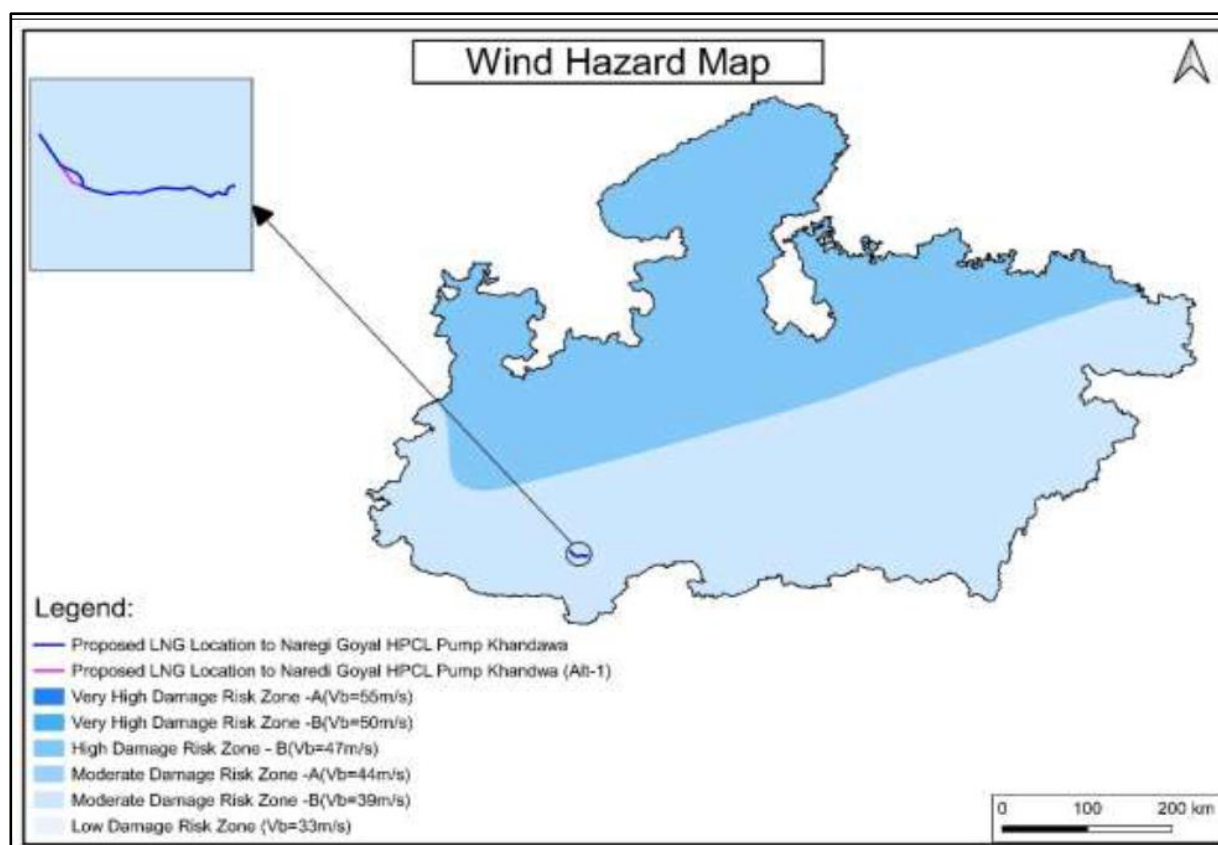 Wind Hazard Map
Legend:
Proposed LNG Location to Naregi Goyal HPCL Pump Khandawa
Proposed LNG Location to Naredi Goyal HPCL Pump Khandwa (Alt-1)
Very High Damage Risk Zone -A(Vb=55m/s)
Very High Damage Risk Zone -B(Vb=50m/s)
High Damage Risk Zone - B(Vb=47m/s)
Moderate Damage Risk Zone -A(Vb=44m/s)
Moderate Damage Risk Zone -B(Vb=39m/s)
Low Damage Risk Zone (Vb=33m/s)
0 100 200 km